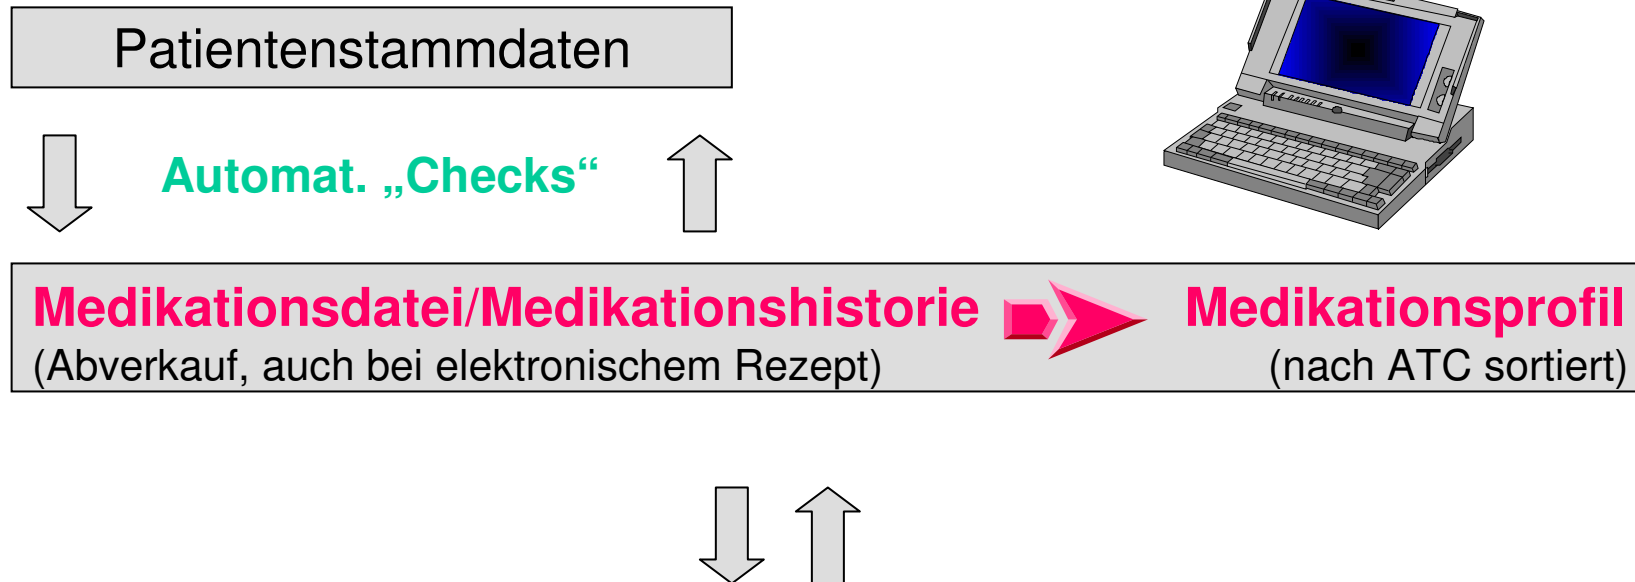 Patientenstammdaten
Automat. „Checks“
Medikationsdatei/Medikationshistorie Medikationsprofil
(Abverkauf, auch bei elektronischem Rezept) (nach ATC sortiert)